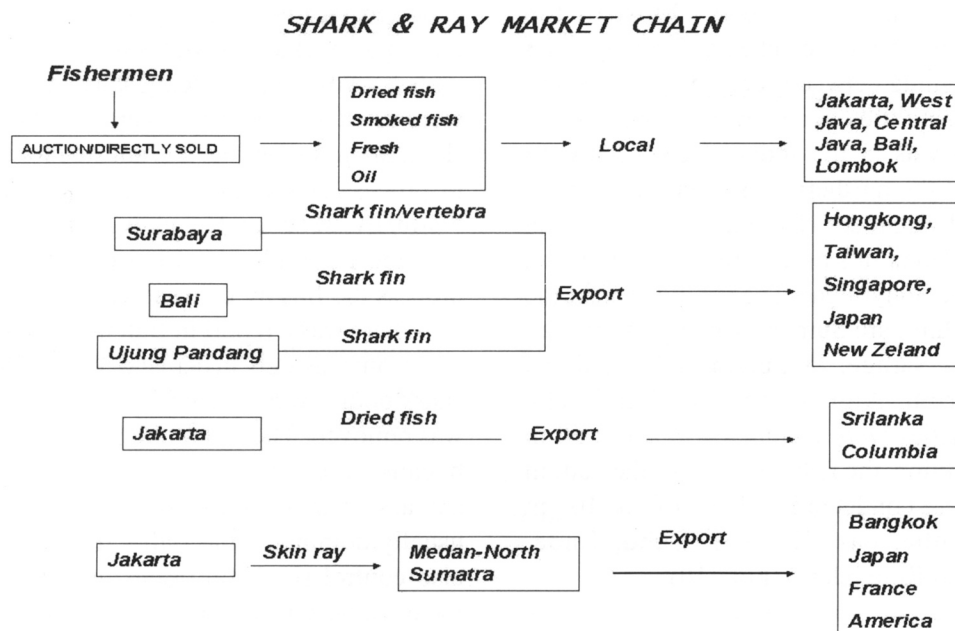 SHARK & RAY MARKET CHAIN
Fishermen
AUCTION/DIRECTLY SOLD
Dried fish
Smoked fish
Fresh
Oil
Local
Jakarta, West
Java, Central
Java, Bali,
Lombok
Surabaya
Shark fin/vertebra
Bali
Shark fin
Ujung Pandang
Shark fin
Export
Hongkong,
Taiwan,
Singapore,
Japan
New Zeland
Jakarta
Dried fish
Export
Srilanka
Columbia
Jakarta
Skin ray
Medan-North
Sumatra
Export
Bangkok
Japan
France
America